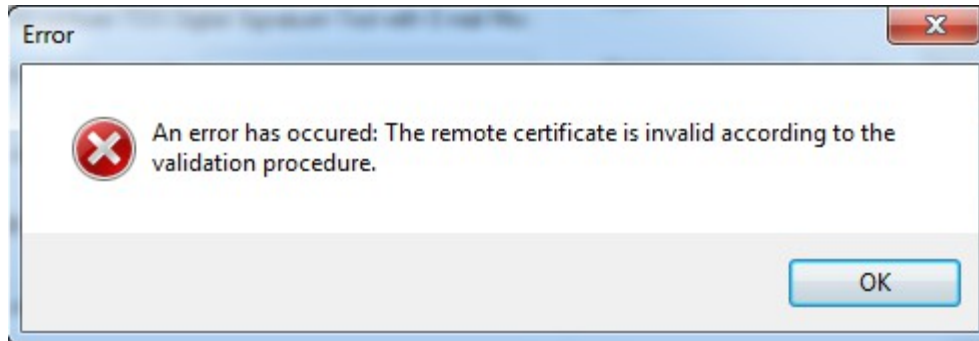 Error
An error has occured: The remote certificate is invalid according to the
validation procedure.
OK